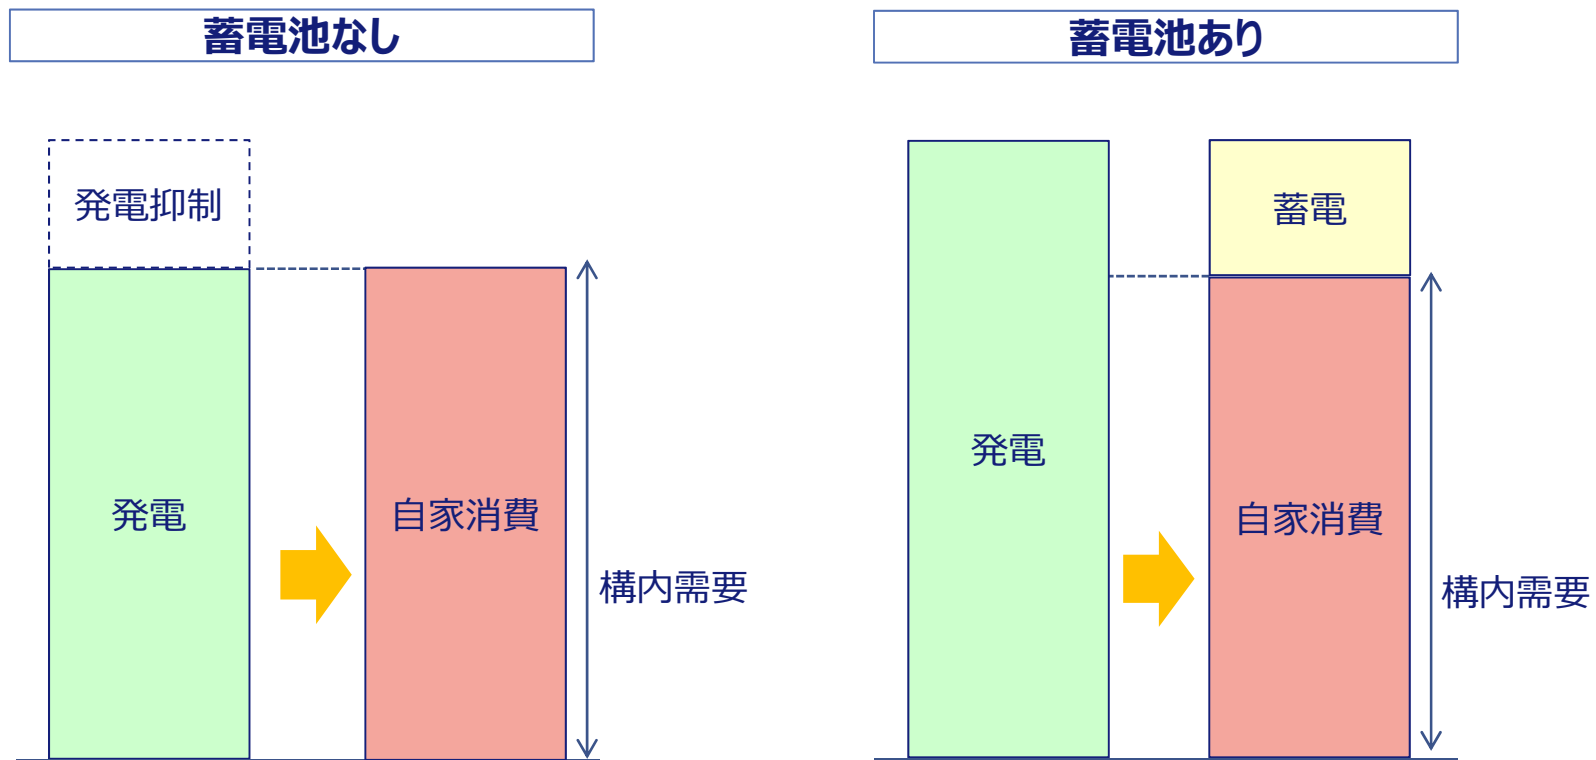 蓄電池なし
発電抑制
発電
自家消費
構内需要
蓄電池あり
発電
蓄電
自家消費
構内需要